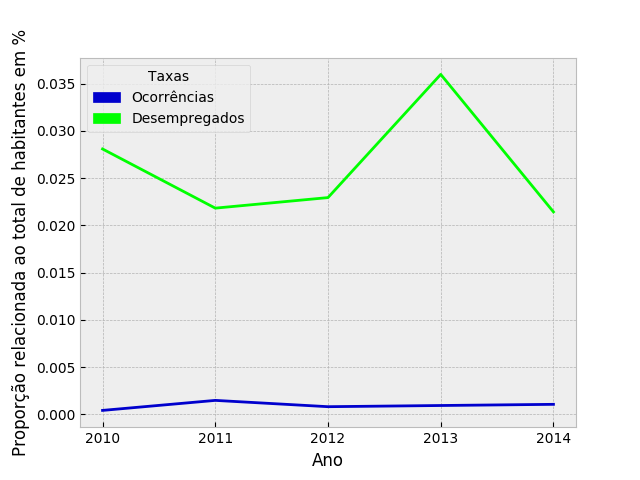 Proporção relacionada ao total de habitantes em %
0.035
0.030
0.025
0.020
0.015
0.010
0.005
0.000
Taxas
Ocorrências
Desempregados
2010 2011 2012 2013 2014
Ano